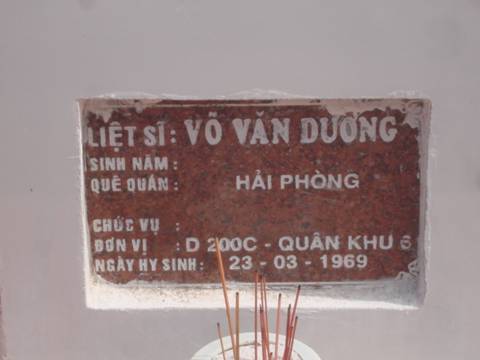 LIỆT SĨ: VÕ VĂN DƯƠNG
SINH NĂM :
QUÊ QUÁN : HẢI PHÒNG
CHỨC VỤ :
ĐƠN VỊ : D 200C - QUÂN KHU 6
NGÀY HY SINH: 23 - 03 - 1969